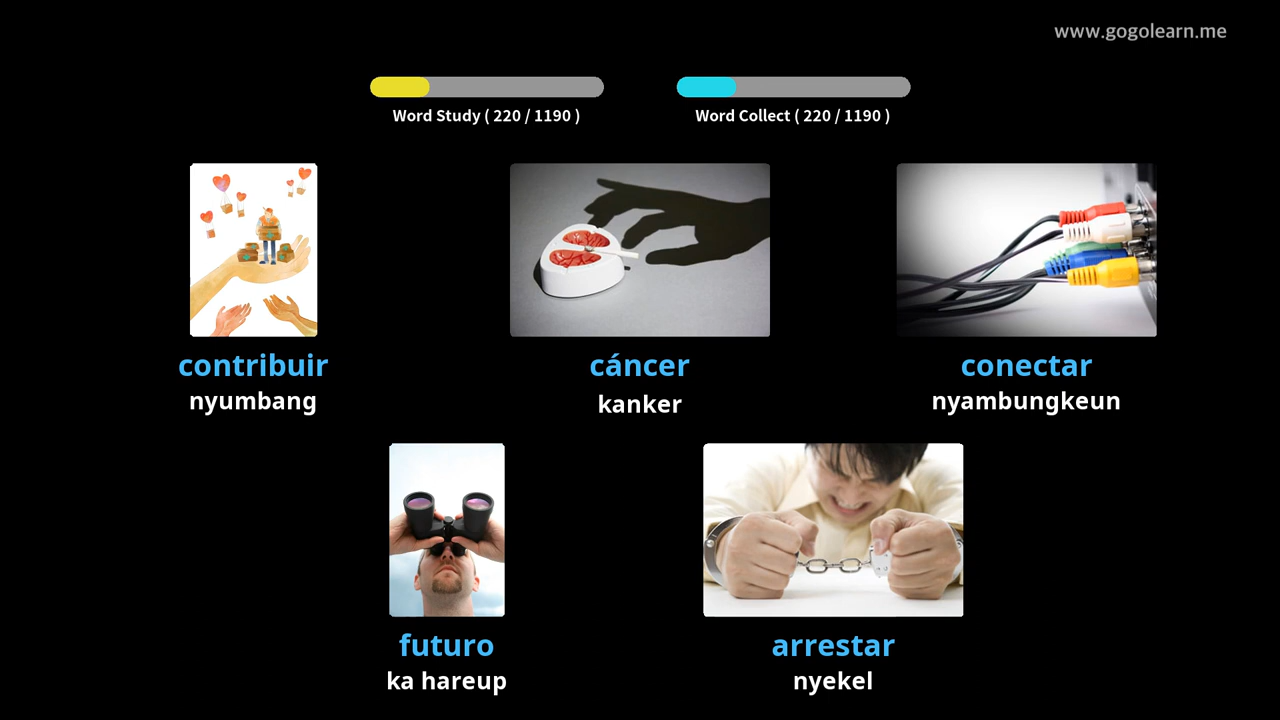 www.gogolearn.me
Word Study ( 220 / 1190 )
Word Collect ( 220 / 1190 )
contribuir
nyumbang
cáncer
kanker
conectar
nyambungkeun
futuro
ka hareup
arrestar
nyekel